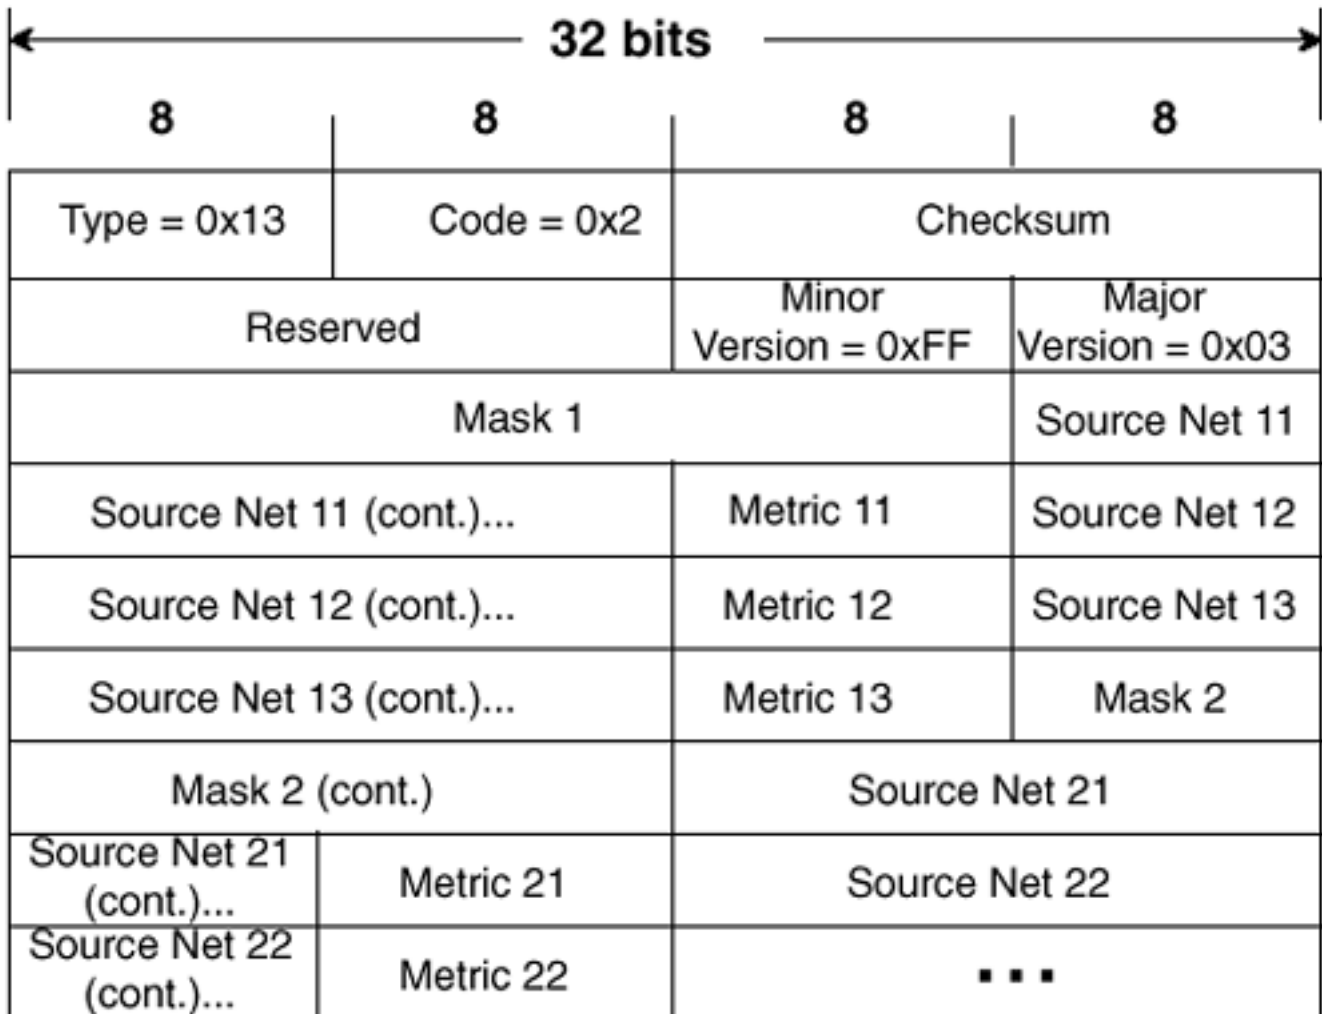 32 bits
8 8 8 8
Type = 0x13 Code = 0x2 Checksum
Reserved
Minor
Version = 0xFF
Major
Version = 0x03
Mask 1 Source Net 11
Source Net 11 (cont.)... Metric 11 Source Net 12
Source Net 12 (cont.)... Metric 12 Source Net 13
Source Net 13 (cont.)... Metric 13 Mask 2
Mask 2 (cont.) Source Net 21
Source Net 21
(cont.)...
Metric 21 Source Net 22
Source Net 22
(cont.)...
Metric 22 ...